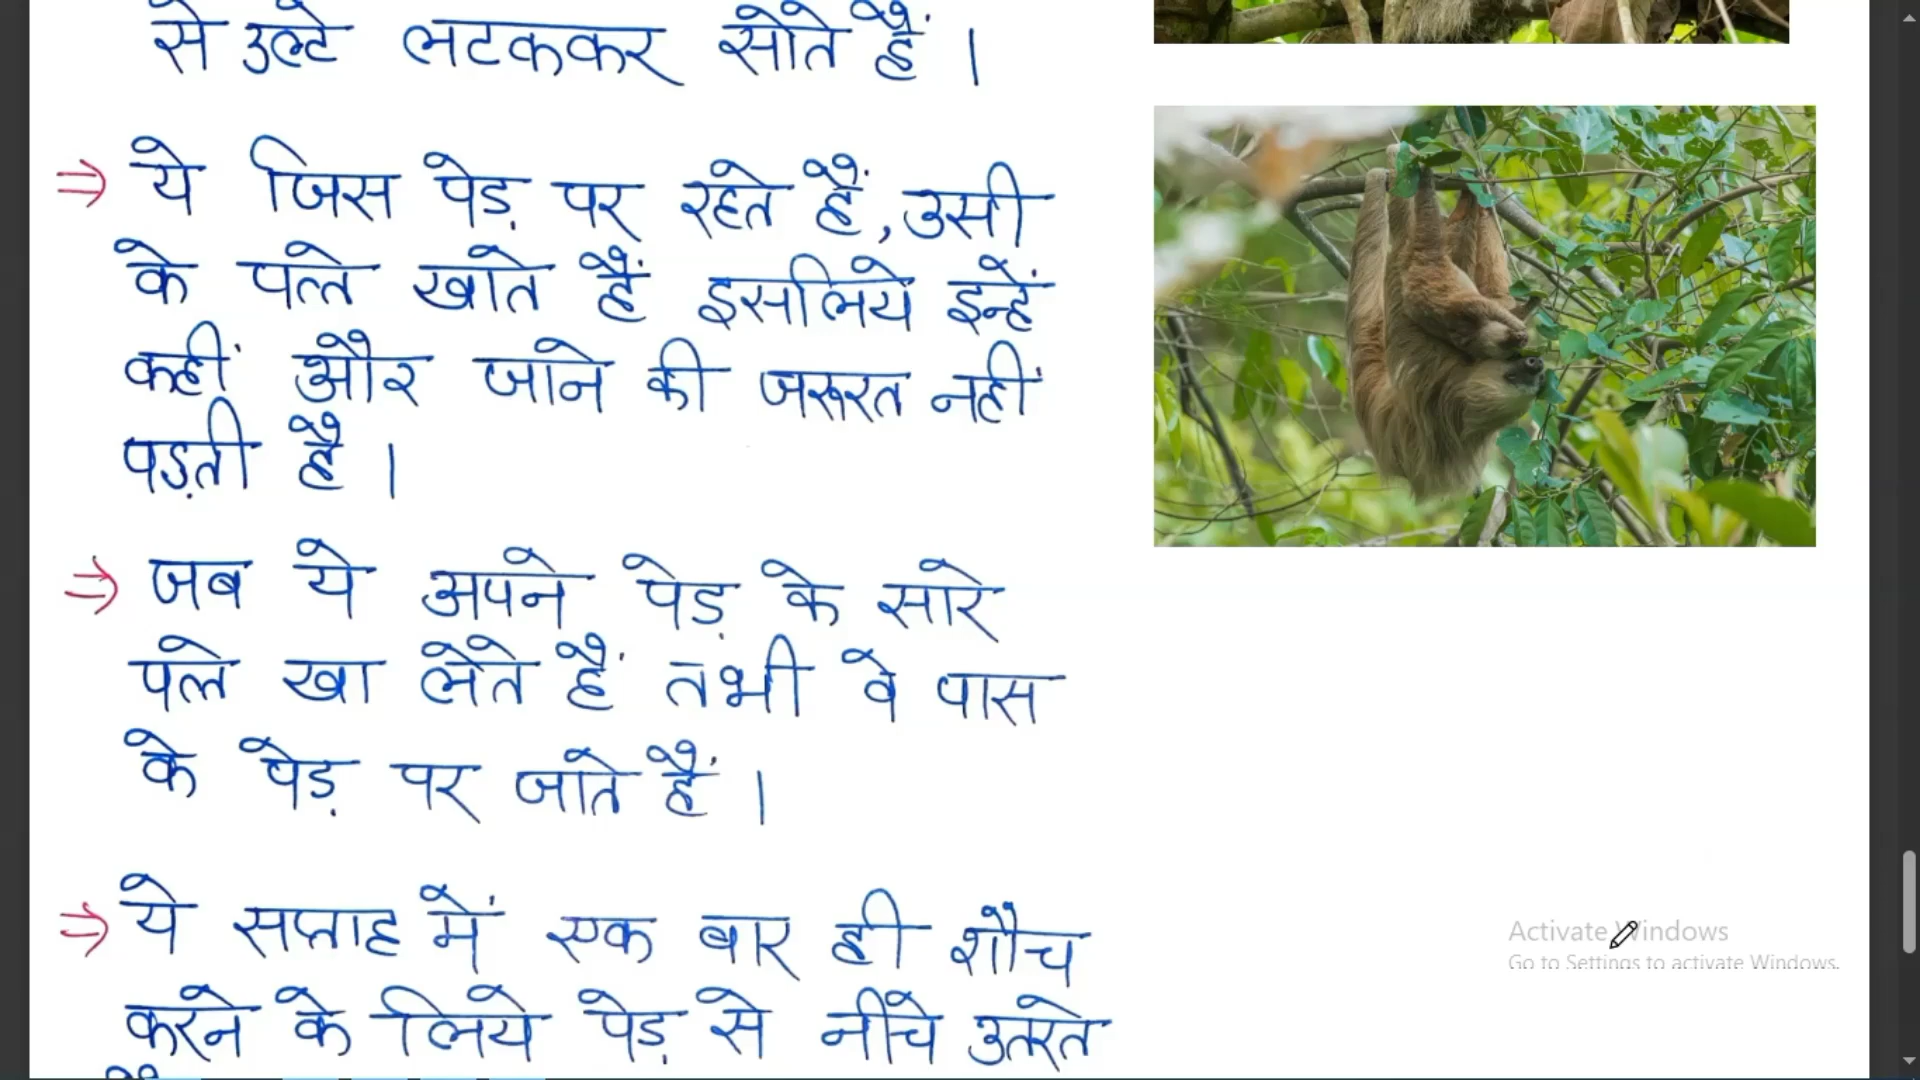 से उल्टे लटककर सोते हैं ।
⇒ ये जिस पेड़ पर रहते हैं, उसी
के पत्ते खाते हैं इसलिये इन्हें
कहीं और जाने की जरूरत नहीं
पड़ती है ।
⇒ जब ये अपने पेड़ के सारे
पत्ते खा लेते हैं तभी वे पास
के पेड़ पर जाते हैं ।
⇒ ये सप्ताह में एक बार ही शौच
करने के लिये पेड़ से नीचे उतरते
Activate Windows
Go to Settings to activate Windows.